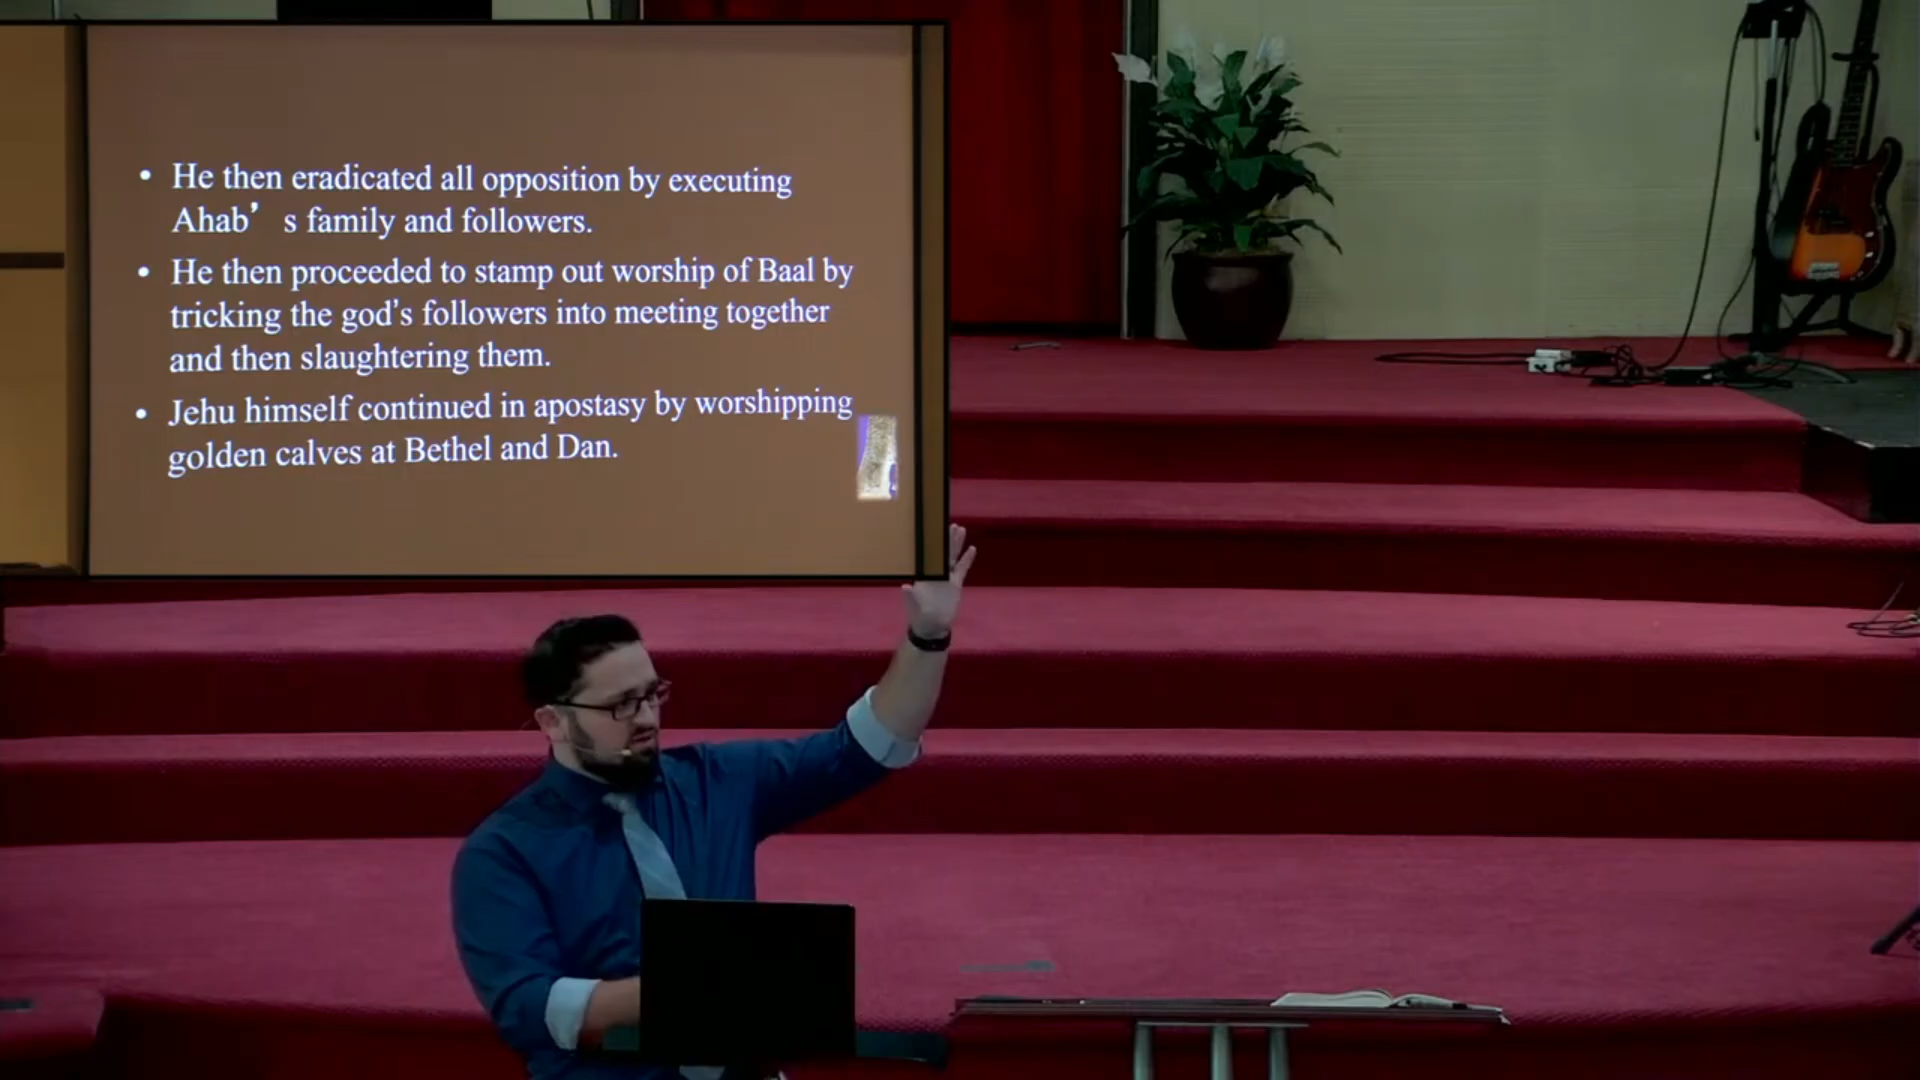 • He then eradicated all opposition by executing
Ahab’ s family and followers.
• He then proceeded to stamp out worship of Baal by
tricking the god's followers into meeting together
and then slaughtering them.
• Jehu himself continued in apostasy by worshipping
golden calves at Bethel and Dan.